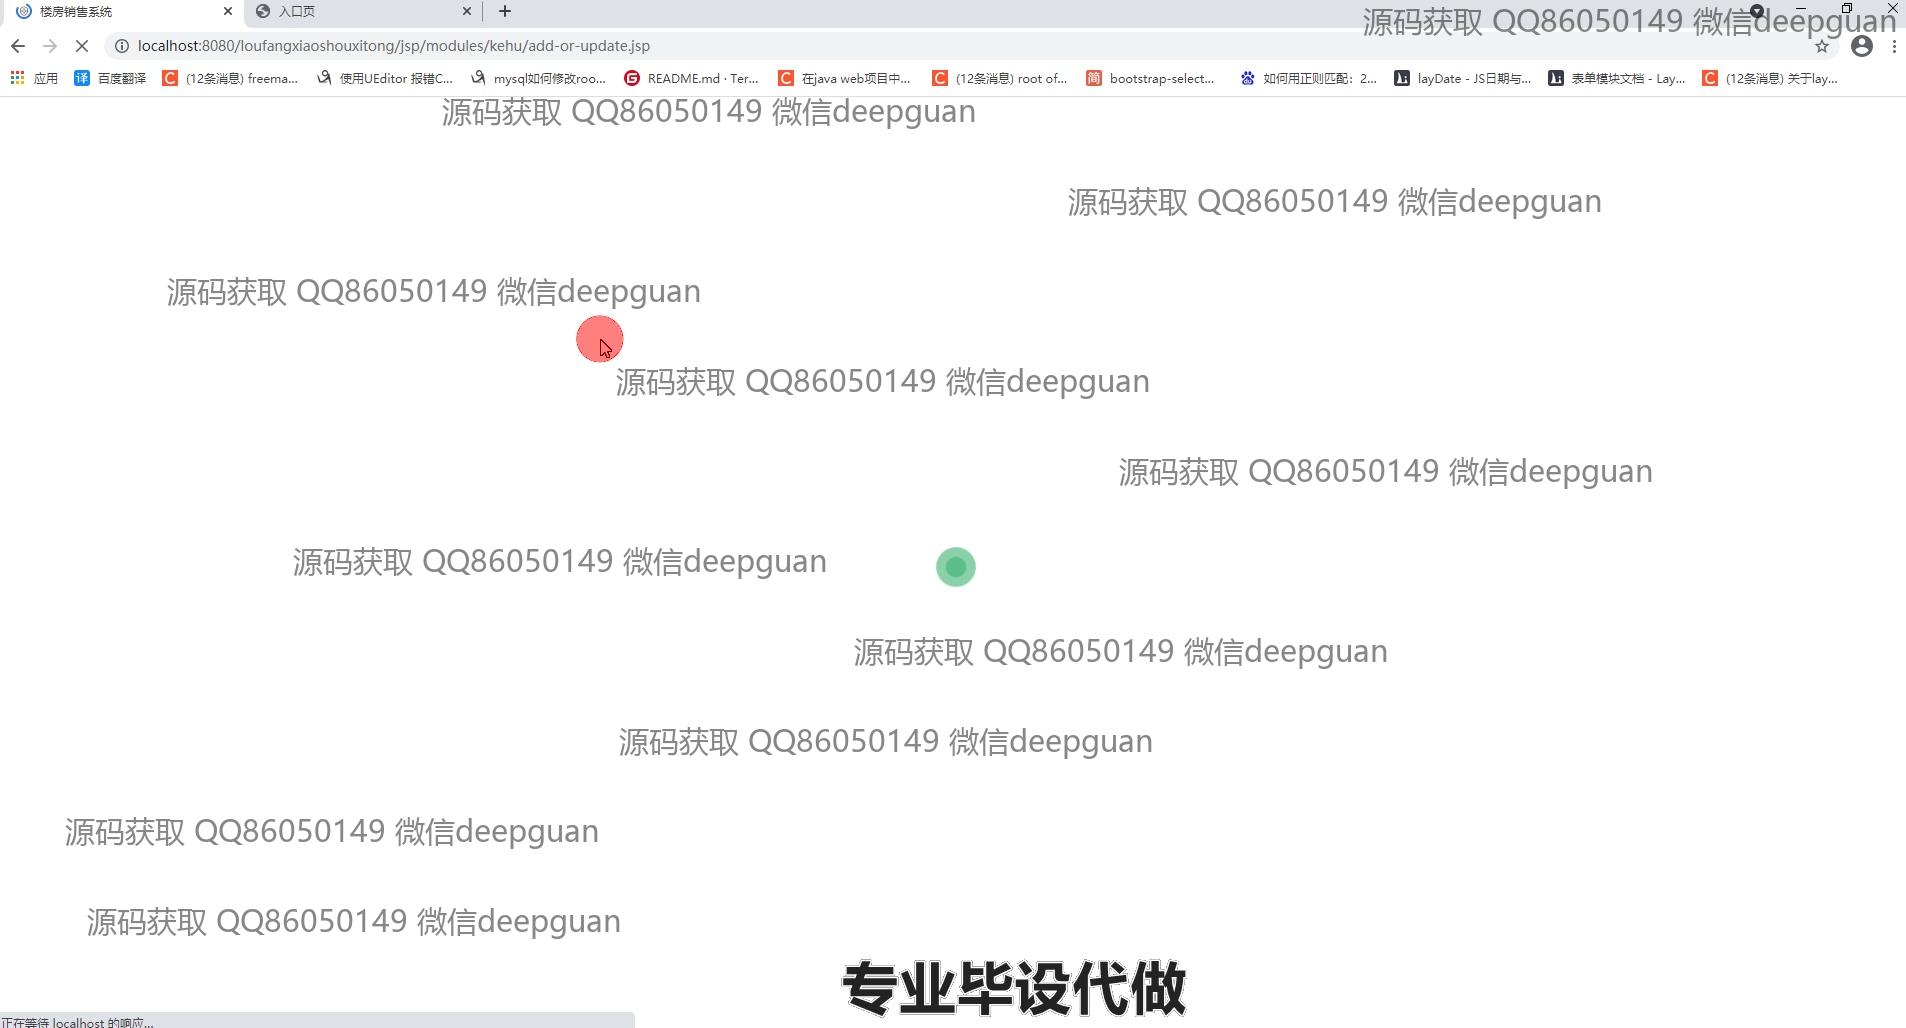 楼房销售系统
入口页
源码获取 QQ86050149 微信deepguan
localhost:8080/loufangxiaoshouxitong/jsp/modules/kehu/add-or-update.jsp
应用
百度翻译
(12条消息) freema...
使用UEditor 报错C...
mysql如何修改roo...
README.md · Ter...
在java web项目中...
(12条消息) root of...
bootstrap-select...
如何用正则匹配：2...
layDate - JS日期与...
表单模块文档 - Lay...
(12条消息) 关于lay...
源码获取 QQ86050149 微信deepguan
源码获取 QQ86050149 微信deepguan
源码获取 QQ86050149 微信deepguan
源码获取 QQ86050149 微信deepguan
源码获取 QQ86050149 微信deepguan
源码获取 QQ86050149 微信deepguan
源码获取 QQ86050149 微信deepguan
源码获取 QQ86050149 微信deepguan
源码获取 QQ86050149 微信deepguan
源码获取 QQ86050149 微信deepguan
专业毕设代做
正在等待 localhost 的响应...